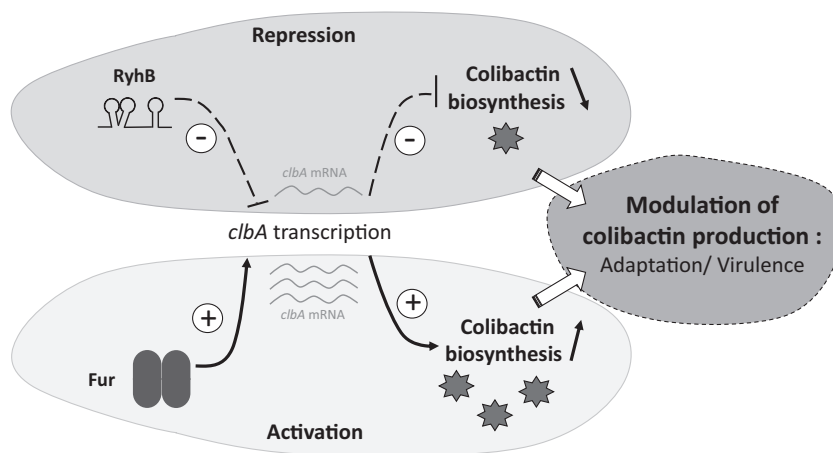 Repression
RyhB
-
Colibactin
biosynthesis
-
clbA mRNA
clbA transcription
Modulation of
colibactin production :
Adaptation/ Virulence
+
clbA mRNA
+
Colibactin
biosynthesis
Fur
Activation